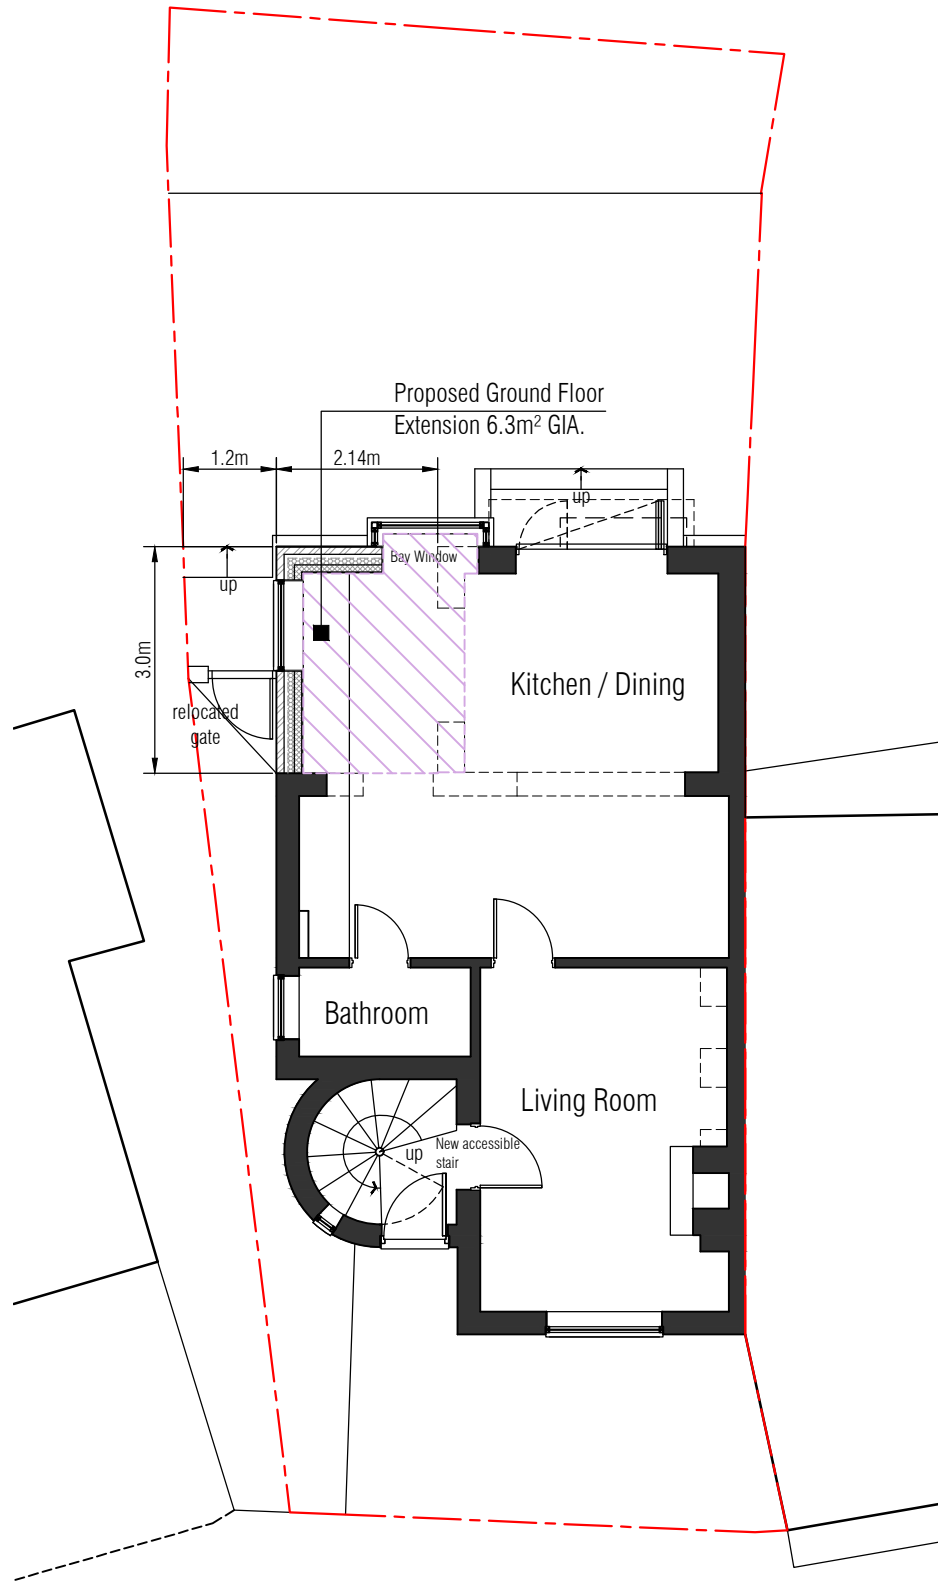 Proposed Ground Floor
Extension 6.3m² GIA.
1.2m
2.14m
up
Bay Window
up
3.0m
Kitchen / Dining
relocated
gate
Bathroom
Living Room
up
New accessible
stair